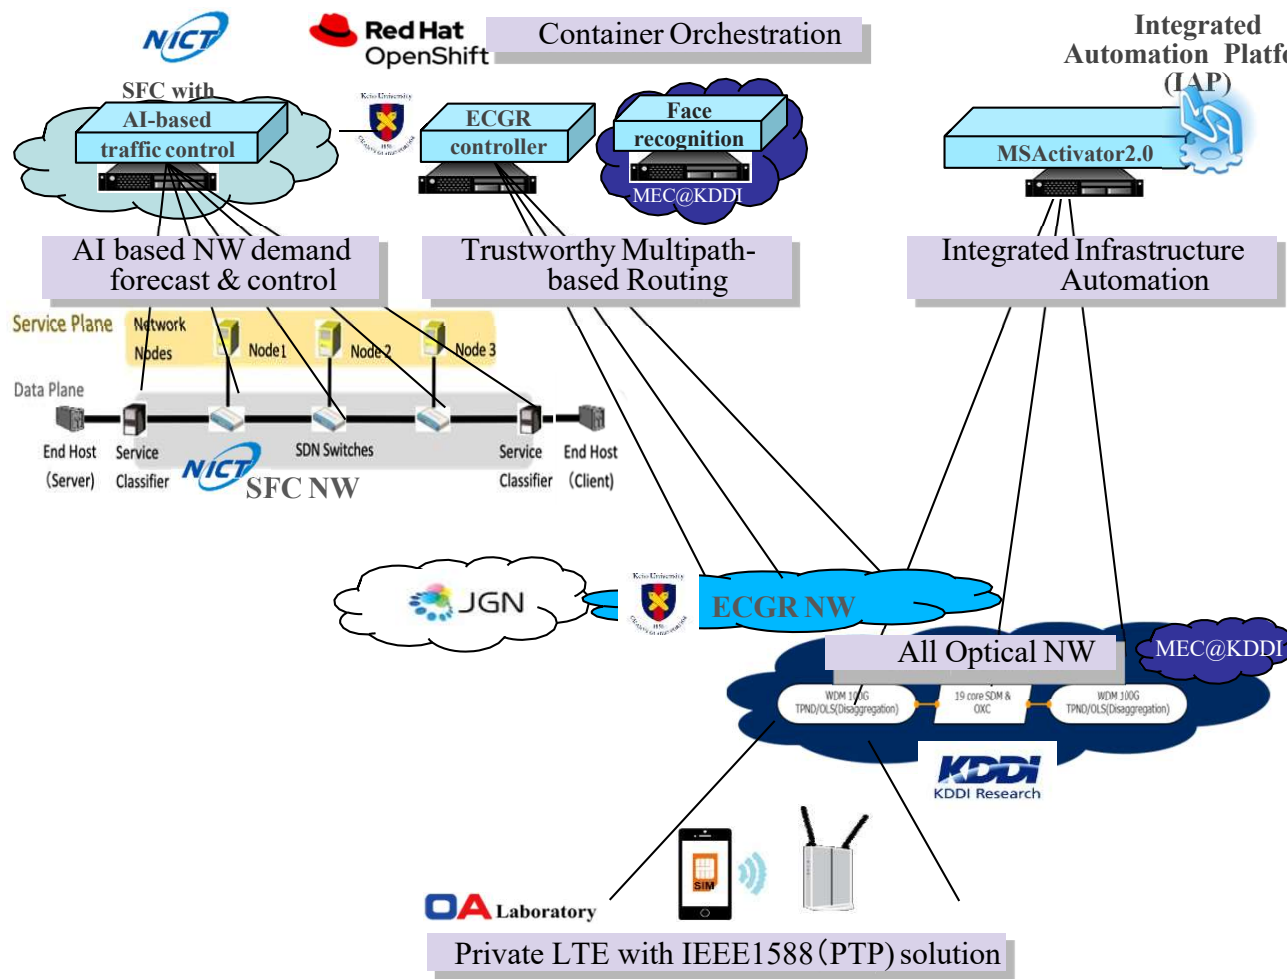 NICT
Red Hat
OpenShift
Container Orchestration
Integrated
Automation Platfo
(IAP)
SFC with
AI-based
traffic control
Keio University
1858
ECGR
controller
Face
recognition
MEC@KDDI
MSActivator2.0
AI based NW demand
forecast & control
Trustworthy Multipath-
based Routing
Integrated Infrastructure
Automation
Service Plane
Network
Nodes
Node1
Node 2
Node 3
Data Plane
End Host
(Server)
Service
Classifier
SDN Switches
Service
Classifier
End Host
(Client)
NICT
SFC NW
JGN
Keio University
1858
ECGR NW
All Optical NW
MEC@KDDI
WDM 100G
TPND/OLS(Disaggregation)
19 core SDM &
OXC
WDM 100G
TPND/OLS(Disaggregation)
KDDI
KDDI Research
SIM
OA Laboratory
Private LTE with IEEE1588(PTP) solution